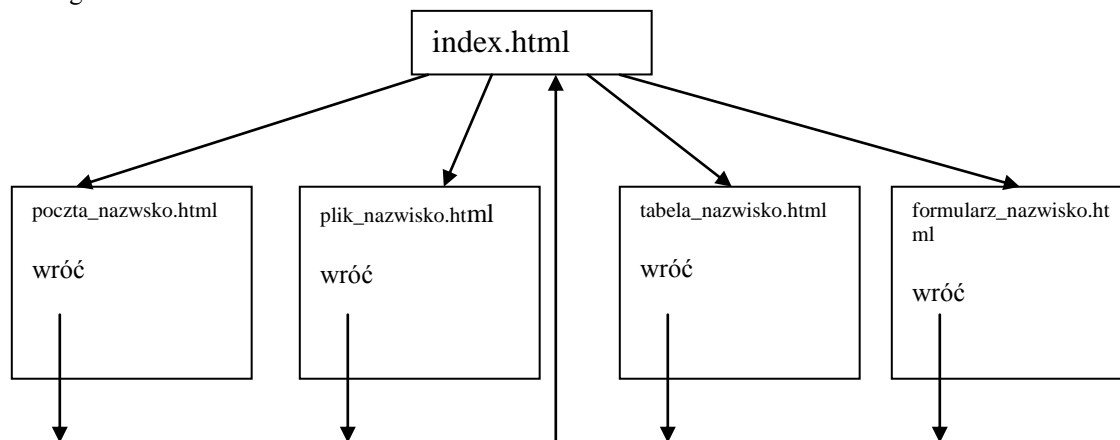 index.html
poczta_nazwsko.html
wróć
plik_nazwisko.html
wróć
tabela_nazwisko.html
wróć
formularz_nazwisko.ht
ml
wróć